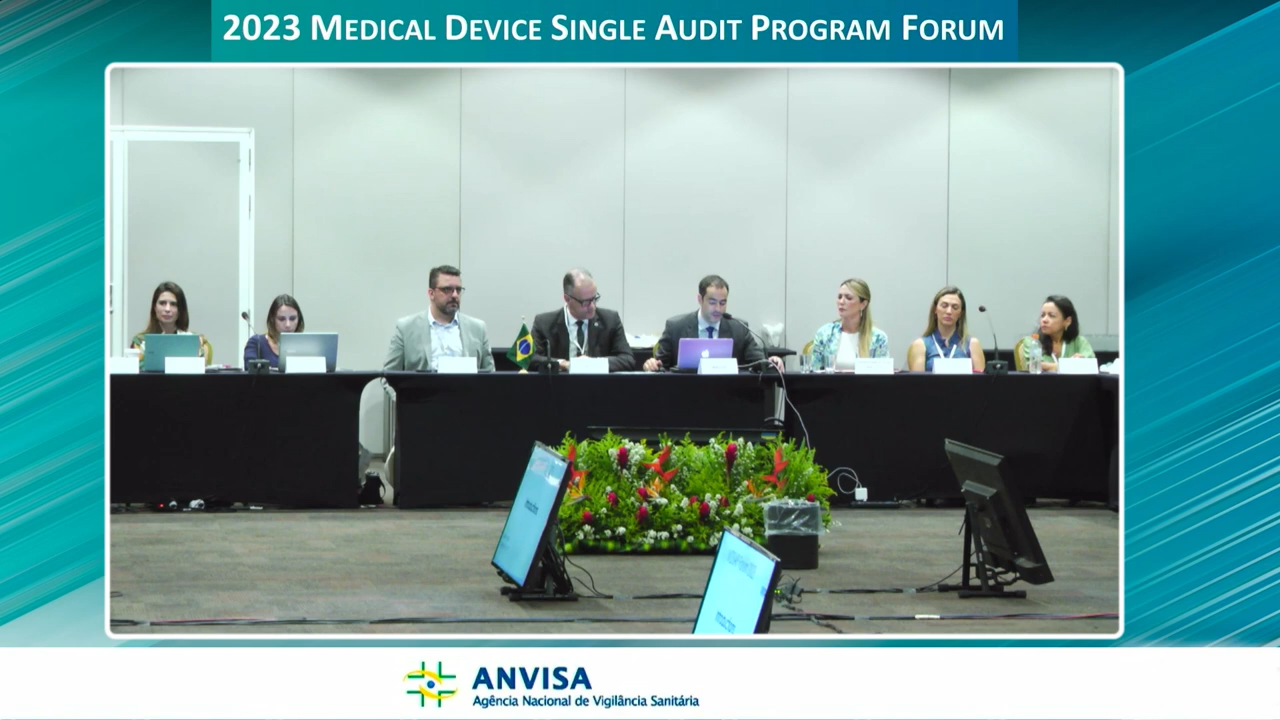 2023 MEDICAL DEVICE SINGLE AUDIT PROGRAM FORUM
ANVISA
Agência Nacional de Vigilância Sanitária